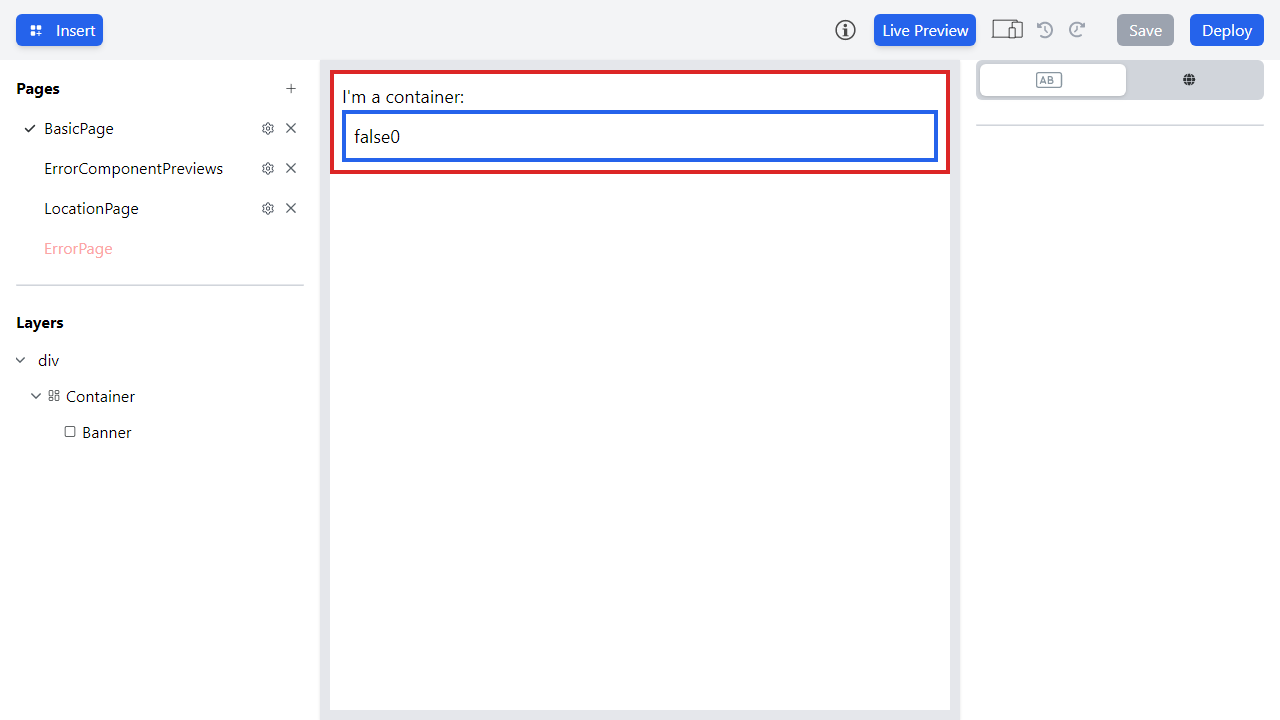 Insert
Live Preview
Save
Deploy
Pages
BasicPage
ErrorComponentPreviews
LocationPage
ErrorPage
Layers
div
Container
Banner
I'm a container:
false0
AB